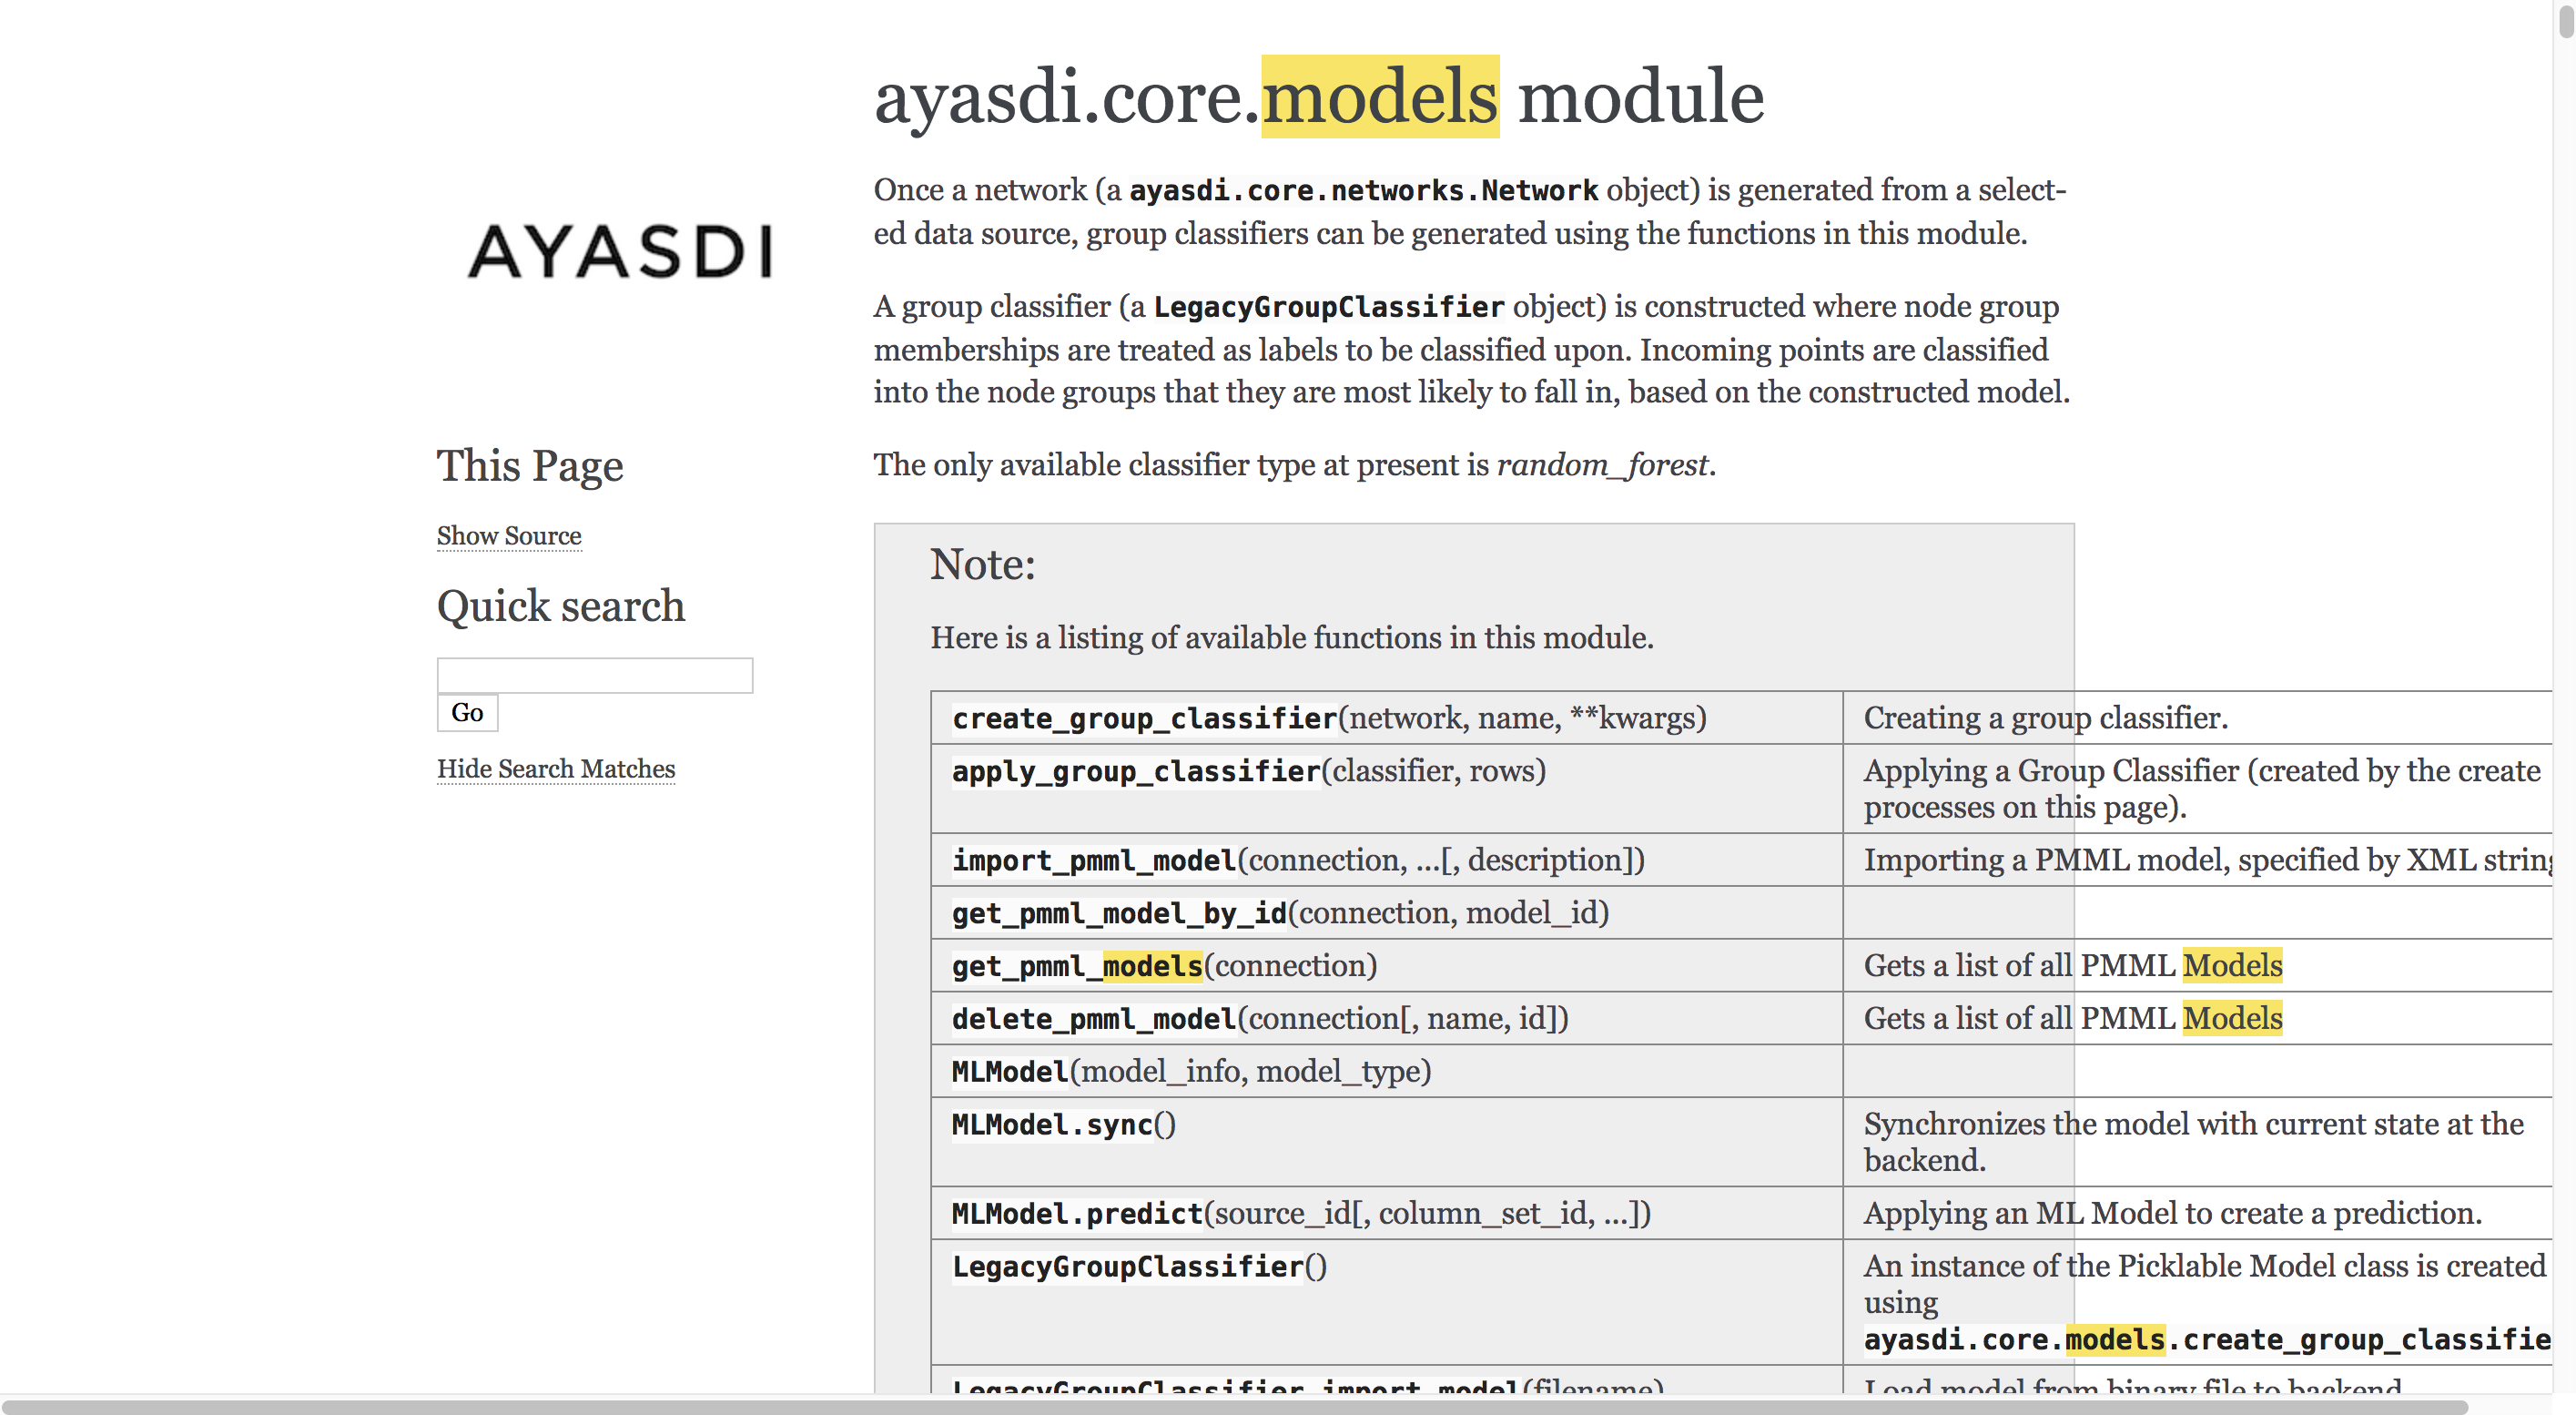 AYASDI
This Page
Show Source
Quick search
Go
Hide Search Matches
ayasdi.core.models module
Once a network (a ayasdi.core.networks.Network object) is generated from a select-
ed data source, group classifiers can be generated using the functions in this module.
A group classifier (a LegacyGroupClassifier object) is constructed where node group
memberships are treated as labels to be classified upon. Incoming points are classified
into the node groups that they are most likely to fall in, based on the constructed model.
The only available classifier type at present is random_forest.
Note:
Here is a listing of available functions in this module.
create_group_classifier(network, name, **kwargs) Creating a group classifier.
apply_group_classifier(classifier, rows) Applying a Group Classifier (created by the create
processes on this page).
import_pmml_model(connection, ...[, description]) Importing a PMML model, specified by XML string
get_pmml_model_by_id(connection, model_id)
get_pmml_models(connection) Gets a list of all PMML Models
delete_pmml_model(connection[, name, id]) Gets a list of all PMML Models
MLModel(model_info, model_type)
MLModel.sync() Synchronizes the model with current state at the
backend.
MLModel.predict(source_id[, column_set_id, ...]) Applying an ML Model to create a prediction.
LegacyGroupClassifier() An instance of the Picklable Model class is created
using
ayasdi.core.models.create_group_classifie
LegacyGroupClassifier.import_model(filename) Load model from binary file to backend